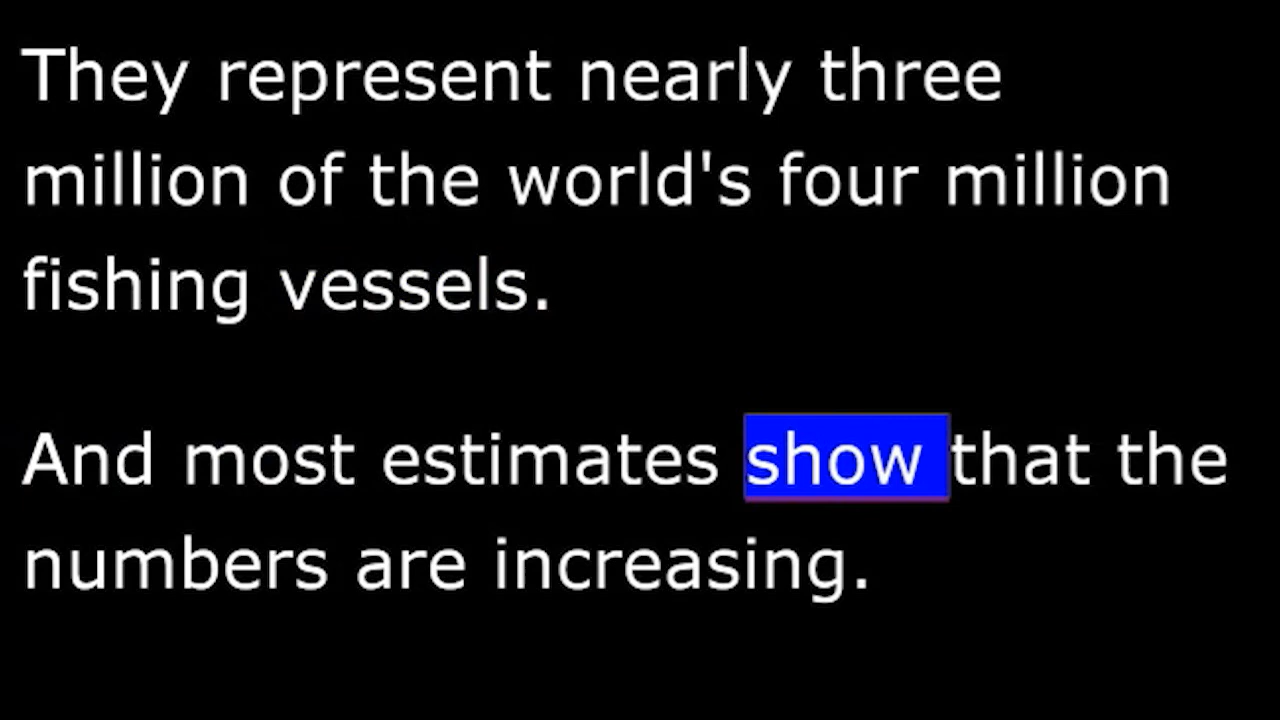 They represent nearly three
million of the world's four million
fishing vessels.
And most estimates show that the
numbers are increasing.